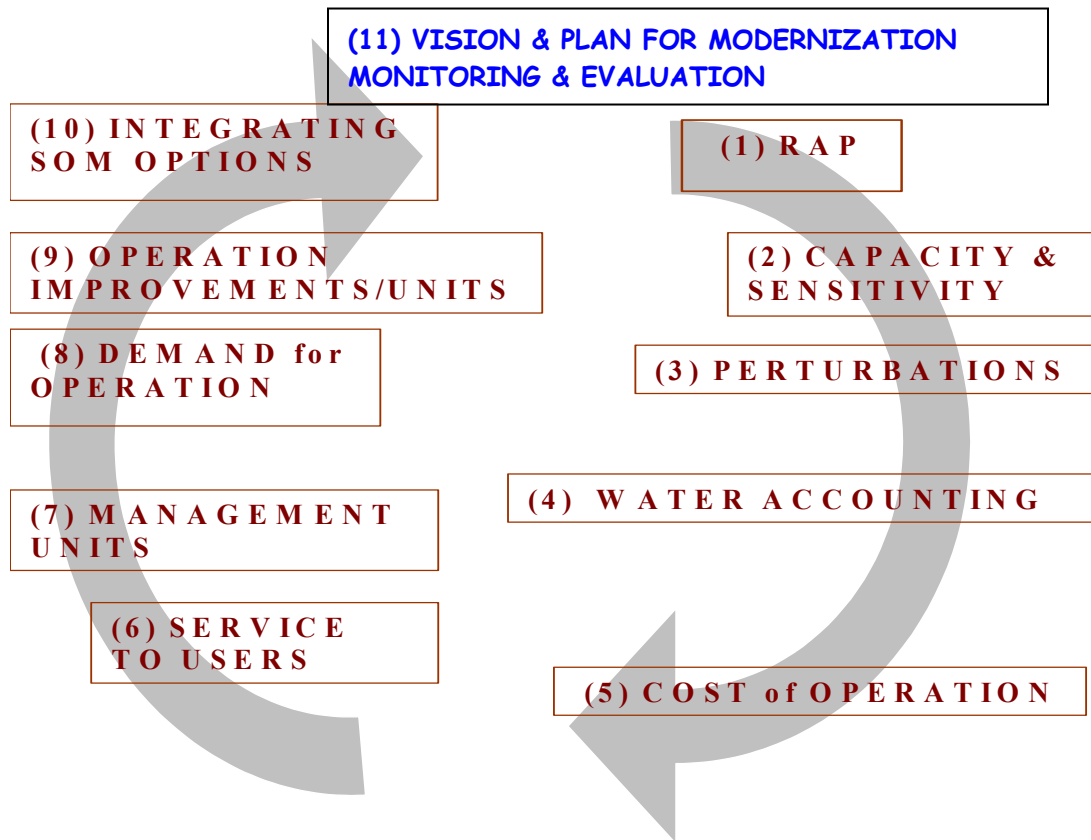 (11) VISION & PLAN FOR MODERNIZATION
MONITORING & EVALUATION
(10) INTEGRATING
SOM OPTIONS
(1) RAP
(9) OPERATION
IMPROVEMENTS/UNITS
(2) CAPACITY &
SENSITIVITY
(8) DEMAND for
OPERATION
(3) PERTURBATIONS
(7) MANAGEMENT
UNITS
(4) WATER ACCOUNTING
(6) SERVICE
TO USERS
(5) COST of OPERATION